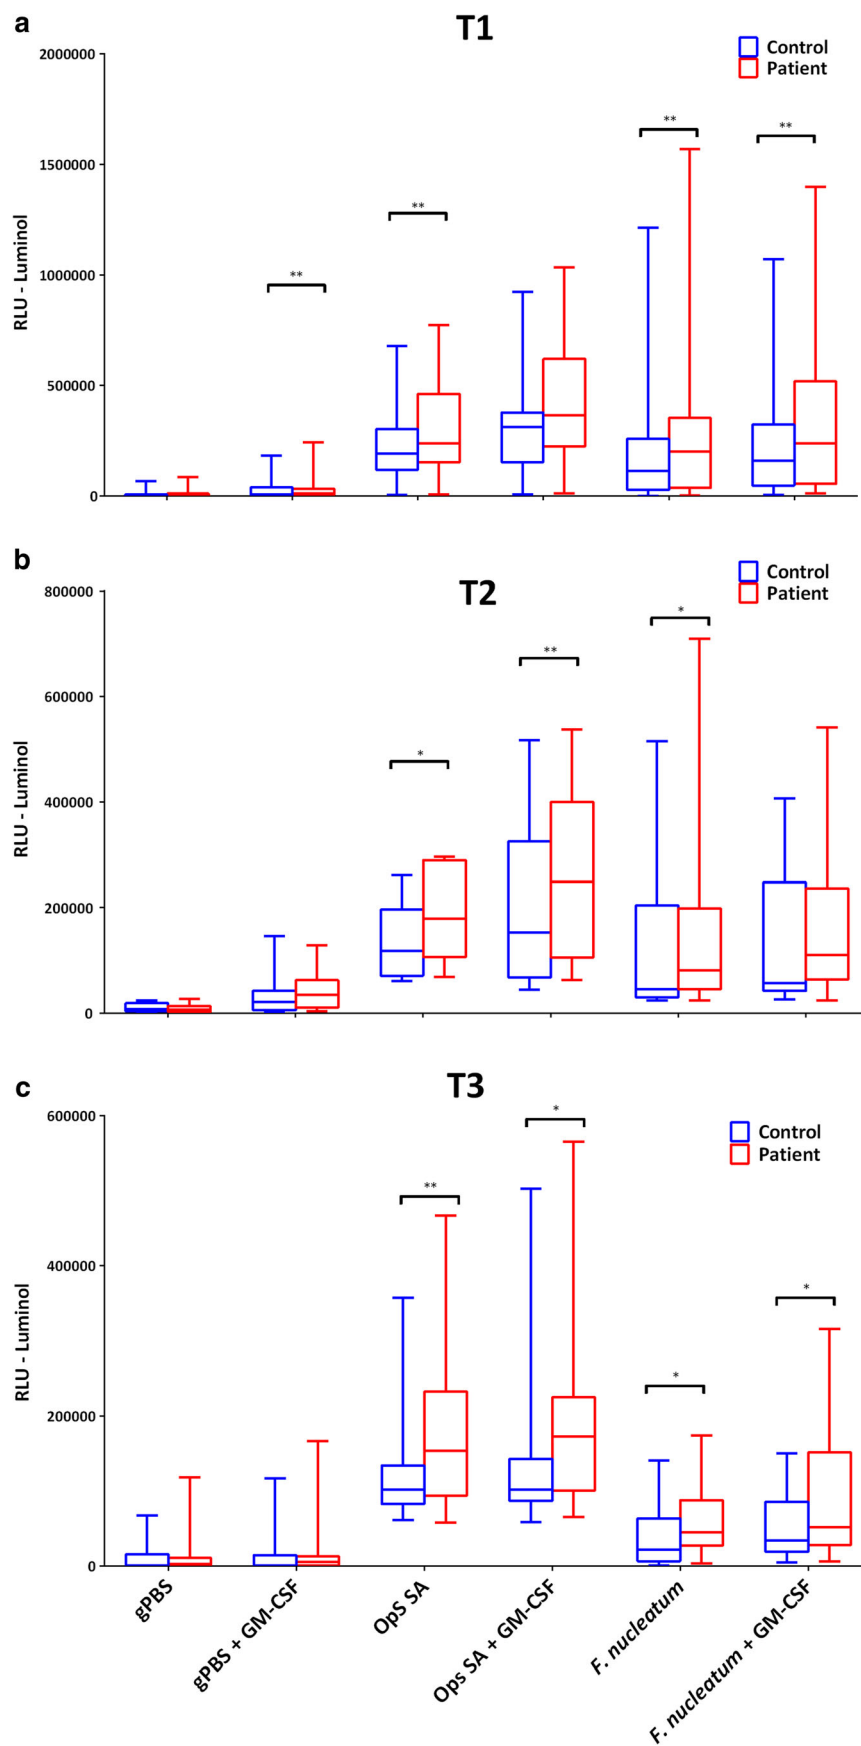 a
T1
Control
Patient
2000000
1500000
1000000
500000
0
RLU - Luminol
**
**
**
**
b
T2
Control
Patient
800000
600000
400000
200000
0
RLU - Luminol
*
**
*
c
T3
Control
Patient
600000
400000
200000
0
RLU - Luminol
**
*
*
*
gPBS
gPBS + GM-CSF
OpS SA
Ops SA + GM-CSF
F. nucleatum
F. nucleatum + GM-CSF